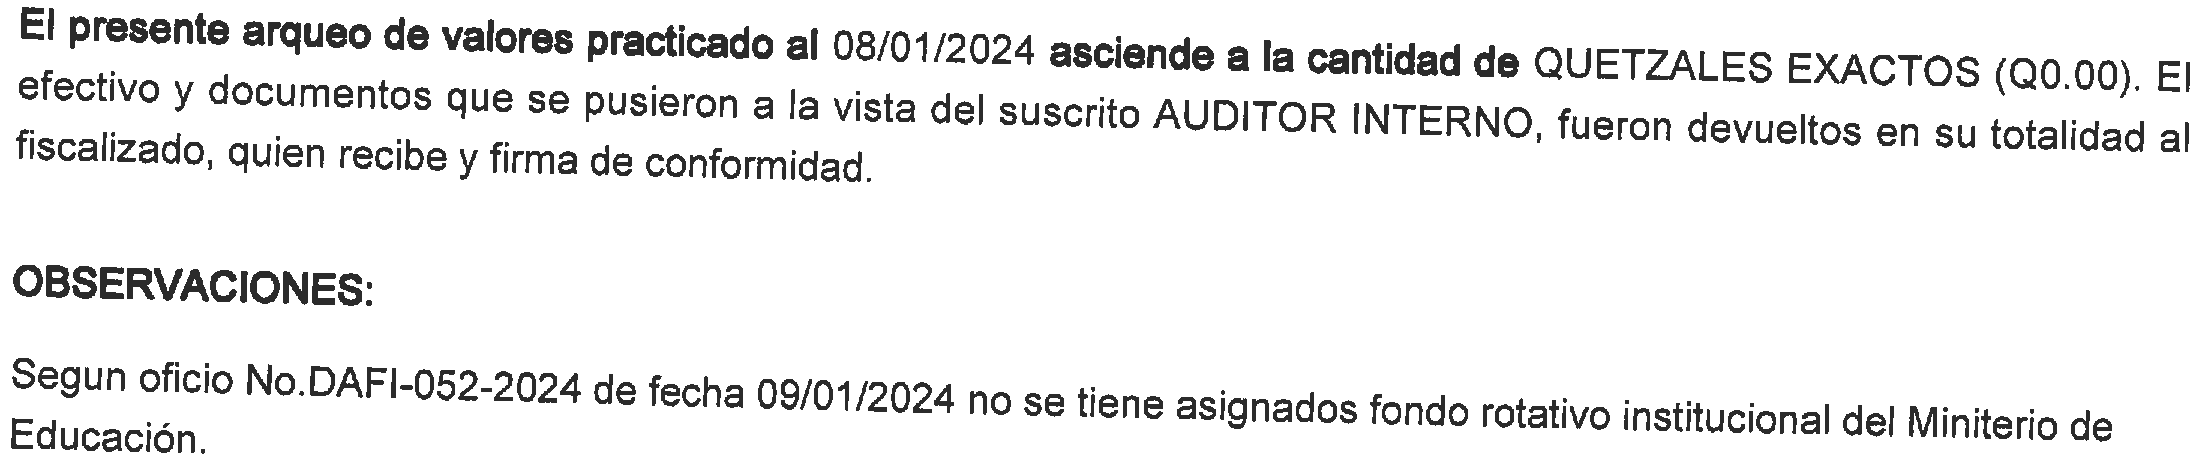 El presente arqueo de valores practicado al 08/01/2024 asciende a la cantidad de QUETZALES EXACTOS (Q0.00). El
efectivo y documentos que se pusieron a la vista del suscrito AUDITOR INTERNO, fueron devueltos en su totalidad al
fiscalizado, quien recibe y firma de conformidad.
OBSERVACIONES:
Segun oficio No.DAFI-052-2024 de fecha 09/01/2024 no se tiene asignados fondo rotativo institucional del Miniterio de
Educación.